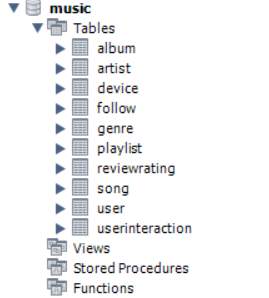 music
Tables
album
artist
device
follow
genre
playlist
reviewrating
song
user
userinteraction
Views
Stored Procedures
Functions